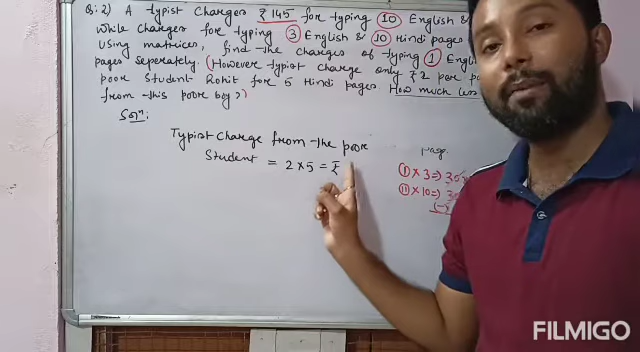 Q:2) A typist Charges ₹145 for typing 10 English &
while charges for typing 3 English & 10 Hindi pages
Using matrices, find the charges of typing 1 Engl
pages seperately. (However typist charge only ₹2 per p
poor student Rohit for 5 Hindi pages. How much less
from this poor boy?)
Solⁿ:
Typist charge from the poor
Student = 2×5 = ₹
(I) × 3 ⇒ 30
(II) × 10 ⇒ 30
(-)
FILMIGO